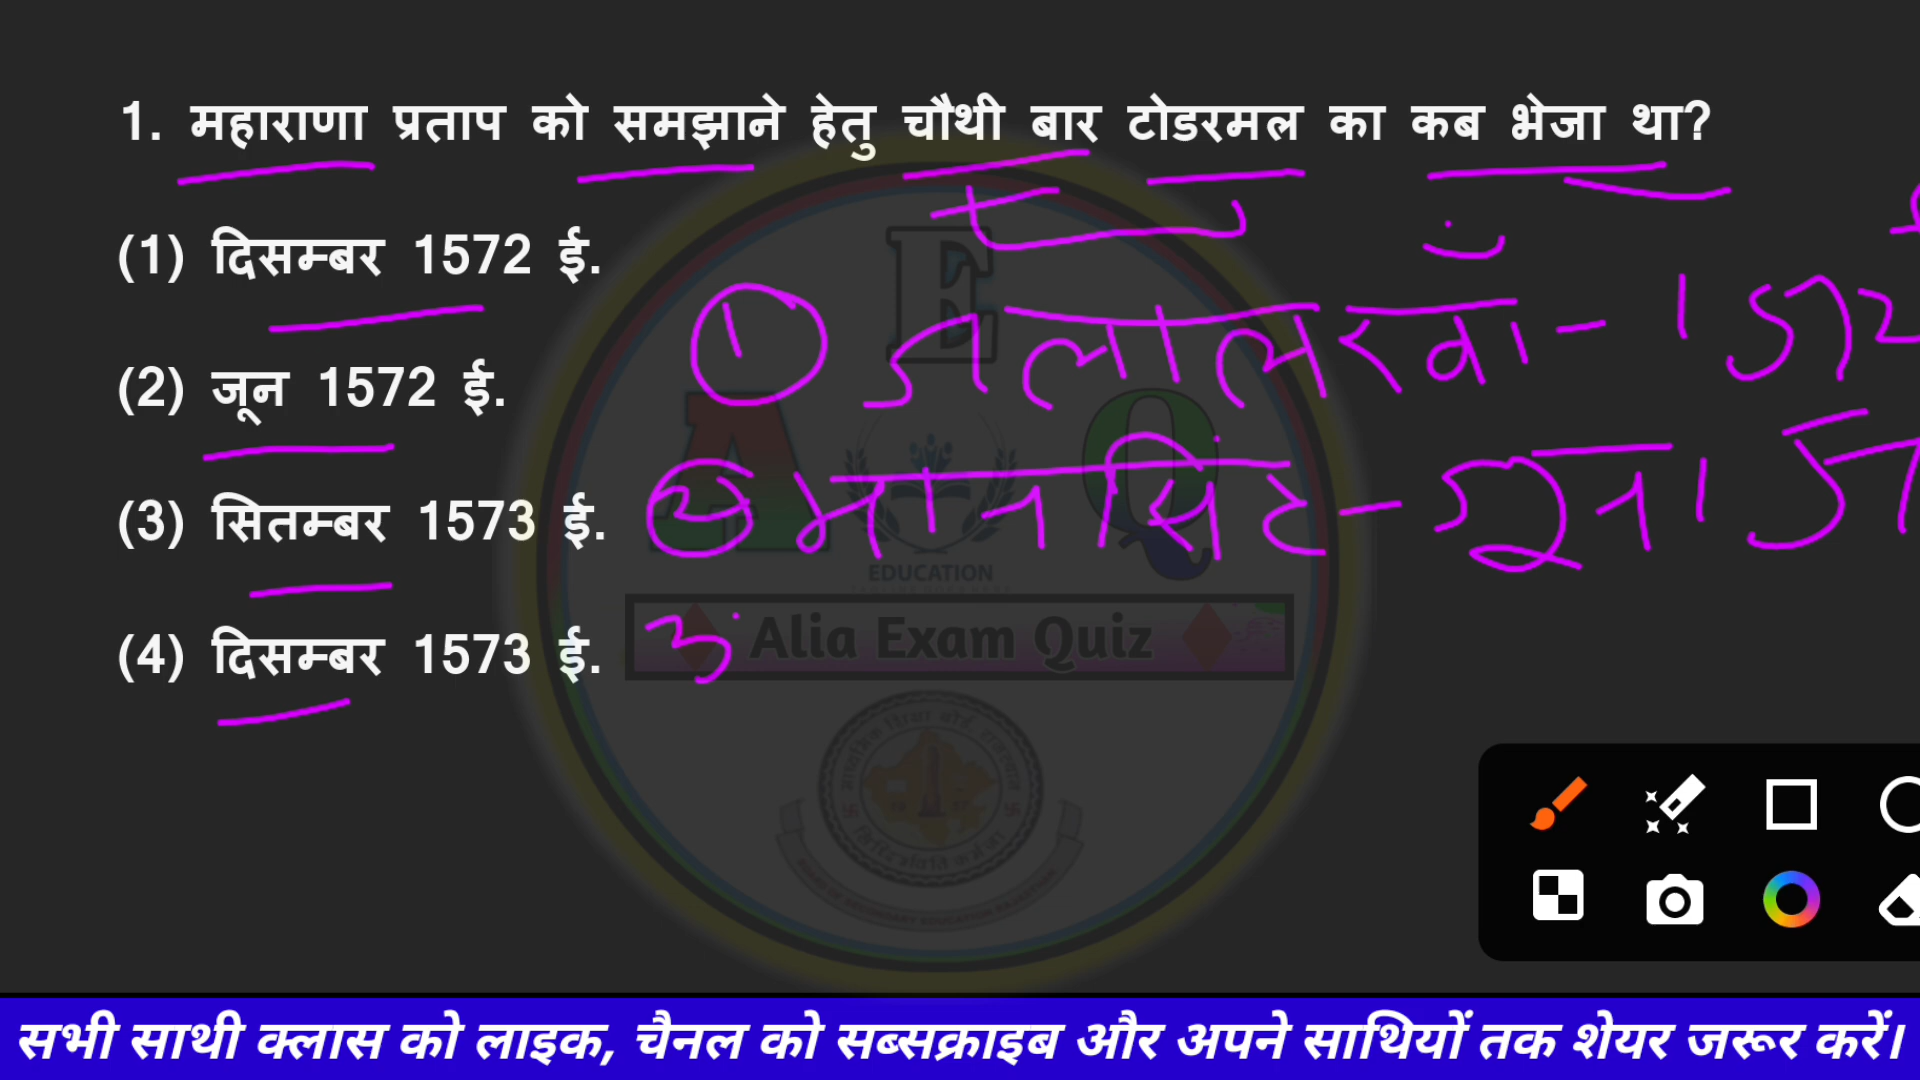 1. महाराणा प्रताप को समझाने हेतु चौथी बार टोडरमल का कब भेजा था?
(1) दिसम्बर 1572 ई.
① जलालखां - 15
(2) जून 1572 ई.
② मानसिंह -
(3) सितम्बर 1573 ई.
EDUCATION
(4) दिसम्बर 1573 ई.
3
E
A
Q
Alia Exam Quiz
सभी साथी क्लास को लाइक, चैनल को सब्सक्राइब और अपने साथियों तक शेयर जरूर करें।